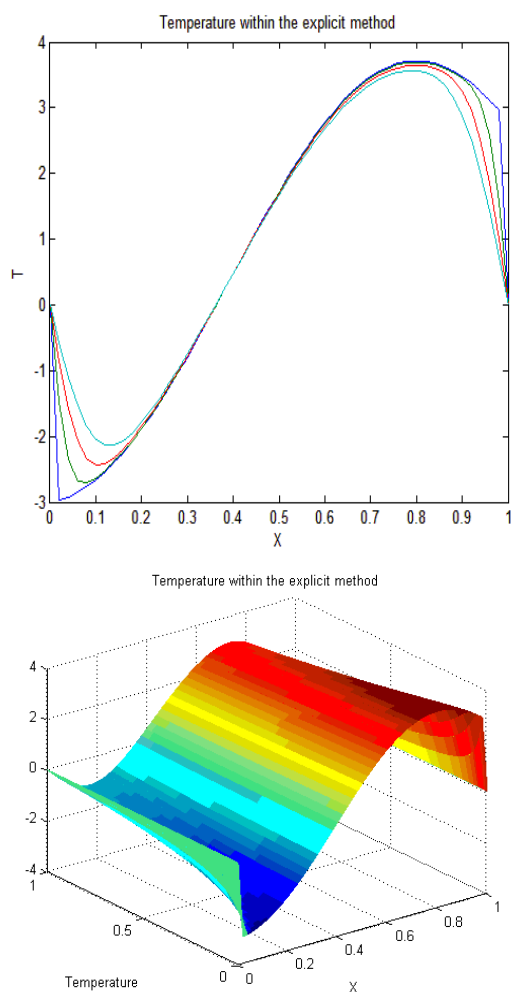 Temperature within the explicit method
4
3
2
1
0
-1
-2
-3
T
0 0.1 0.2 0.3 0.4 0.5 0.6 0.7 0.8 0.9 1
X
Temperature within the explicit method
4
2
0
-2
-4
1
0.5
0
Temperature
0 0.2 0.4 0.6 0.8 1
X